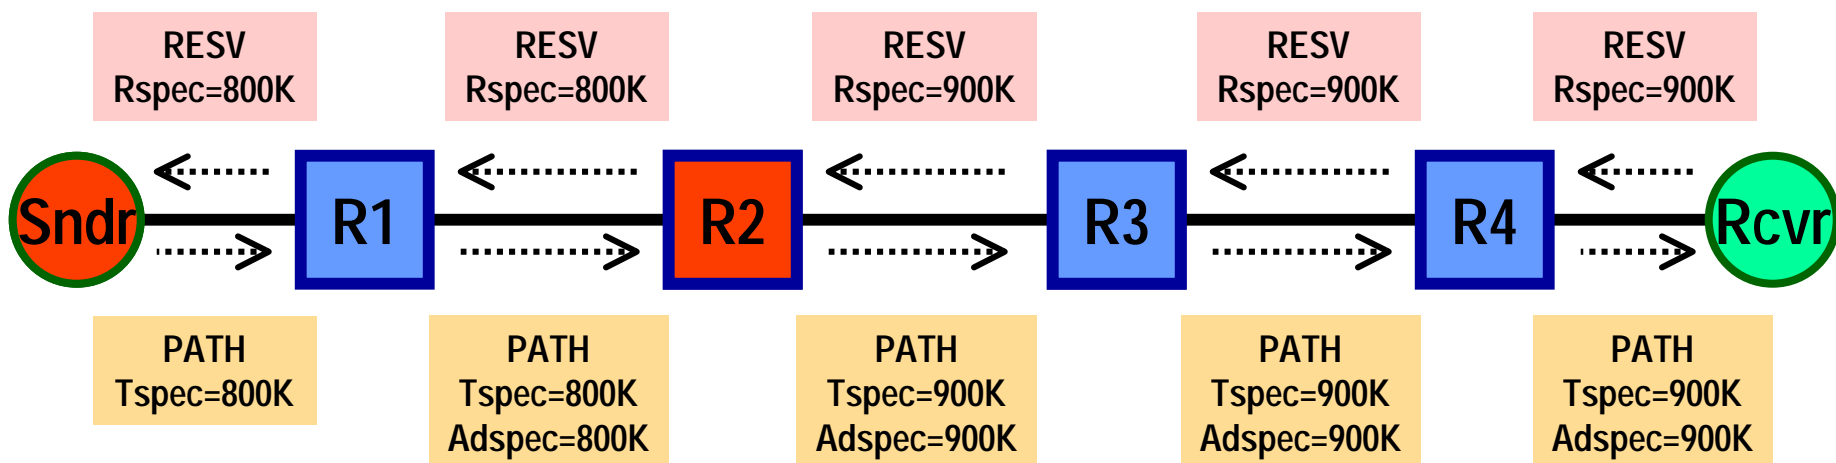 RESV
Rspec=800K
RESV
Rspec=800K
RESV
Rspec=900K
RESV
Rspec=900K
RESV
Rspec=900K
Sndr
R1
R2
R3
R4
Rcvr
PATH
Tspec=800K
PATH
Tspec=800K
Adspec=800K
PATH
Tspec=900K
Adspec=900K
PATH
Tspec=900K
Adspec=900K
PATH
Tspec=900K
Adspec=900K